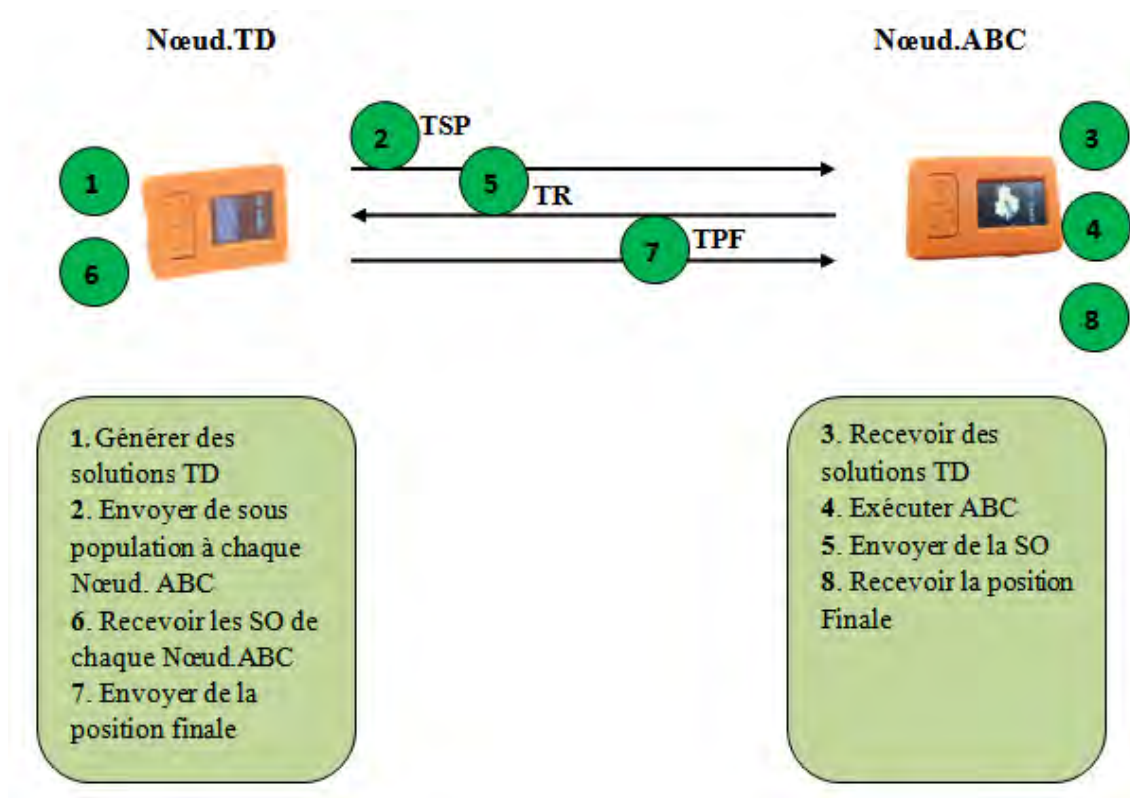 Nœud.TD
Nœud.ABC
2
TSP
3
1
5
TR
4
6
7
TPF
8
1. Générer des
solutions TD
2. Envoyer de sous
population à chaque
Nœud. ABC
6. Recevoir les SO de
chaque Nœud.ABC
7. Envoyer de la
position finale
3. Recevoir des
solutions TD
4. Exécuter ABC
5. Envoyer de la SO
8. Recevoir la position
Finale